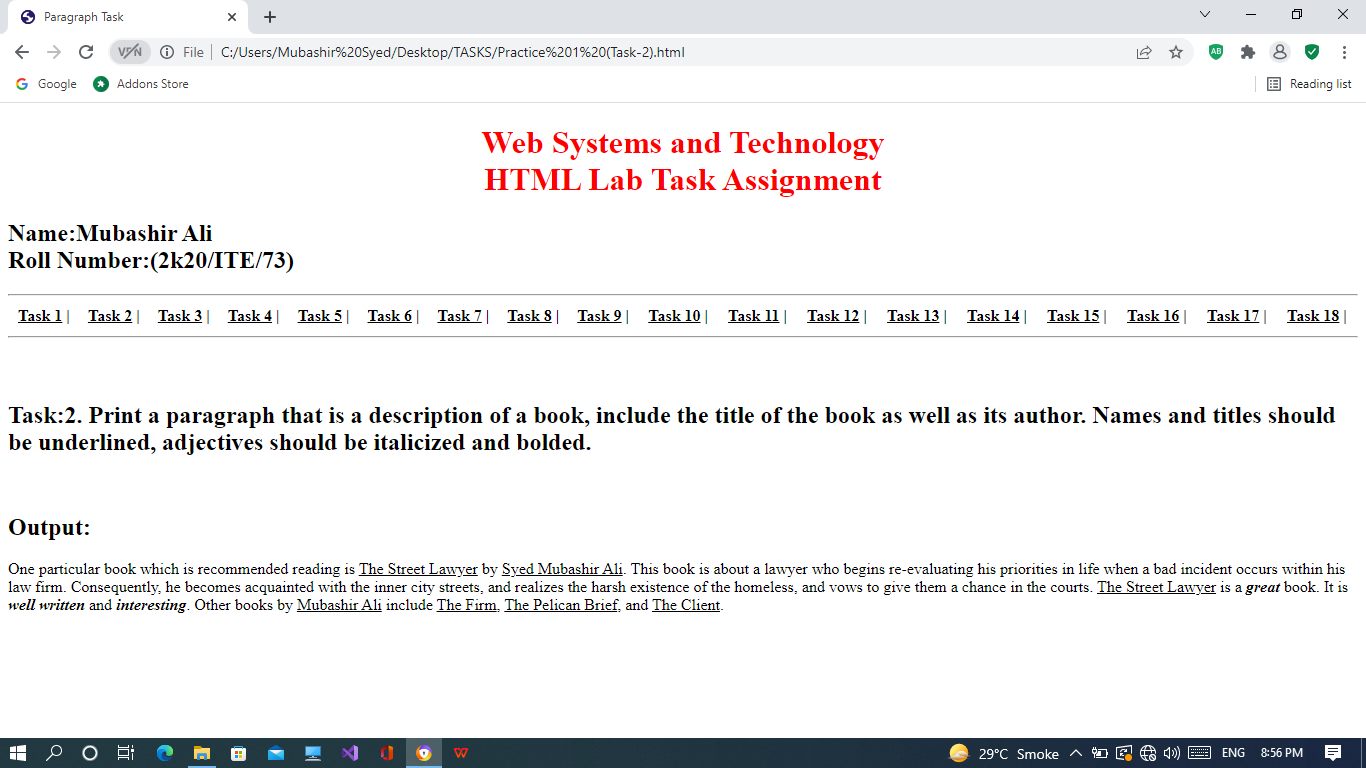 Paragraph Task
VPN File C:/Users/Mubashir%20Syed/Desktop/TASKS/Practice%201%20(Task-2).html AB
G Google Addons Store Reading list
Web Systems and Technology
HTML Lab Task Assignment
Name:Mubashir Ali
Roll Number:(2k20/ITE/73)
Task 1 | Task 2 | Task 3 | Task 4 | Task 5 | Task 6 | Task 7 | Task 8 | Task 9 | Task 10 | Task 11 | Task 12 | Task 13 | Task 14 | Task 15 | Task 16 | Task 17 | Task 18 |
Task:2. Print a paragraph that is a description of a book, include the title of the book as well as its author. Names and titles should
be underlined, adjectives should be italicized and bolded.
Output:
One particular book which is recommended reading is The Street Lawyer by Syed Mubashir Ali. This book is about a lawyer who begins re-evaluating his priorities in life when a bad incident occurs within his
law firm. Consequently, he becomes acquainted with the inner city streets, and realizes the harsh existence of the homeless, and vows to give them a chance in the courts. The Street Lawyer is a great book. It is
well written and interesting. Other books by Mubashir Ali include The Firm, The Pelican Brief, and The Client.
29°C Smoke ENG 8:56 PM